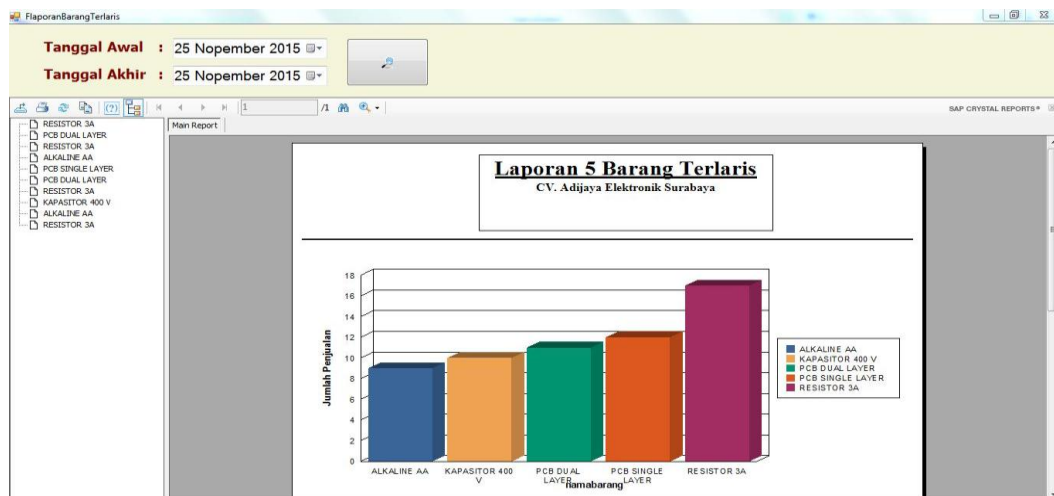 FlaporanBarangTerlaris
Tanggal Awal : 25 Nopember 2015
Tanggal Akhir : 25 Nopember 2015
1 /1
SAP CRYSTAL REPORTS®
RESISTOR 3A
PCB DUAL LAYER
RESISTOR 3A
ALKALINE AA
PCB SINGLE LAYER
PCB DUAL LAYER
RESISTOR 3A
KAPASITOR 400 V
ALKALINE AA
RESISTOR 3A
Main Report
Laporan 5 Barang Terlaris
CV. Adijaya Elektronik Surabaya
Jumlah Penjualan
18
16
14
12
10
8
6
4
2
0
ALKALINE AA
KAPASITOR 400 V
PCB DUAL LAYER
PCB SINGLE LAYER
RESISTOR 3A
namabarang
ALKALINE AA
KAPASITOR 400 V
PCB DUAL LAYER
PCB SINGLE LAYER
RESISTOR 3A